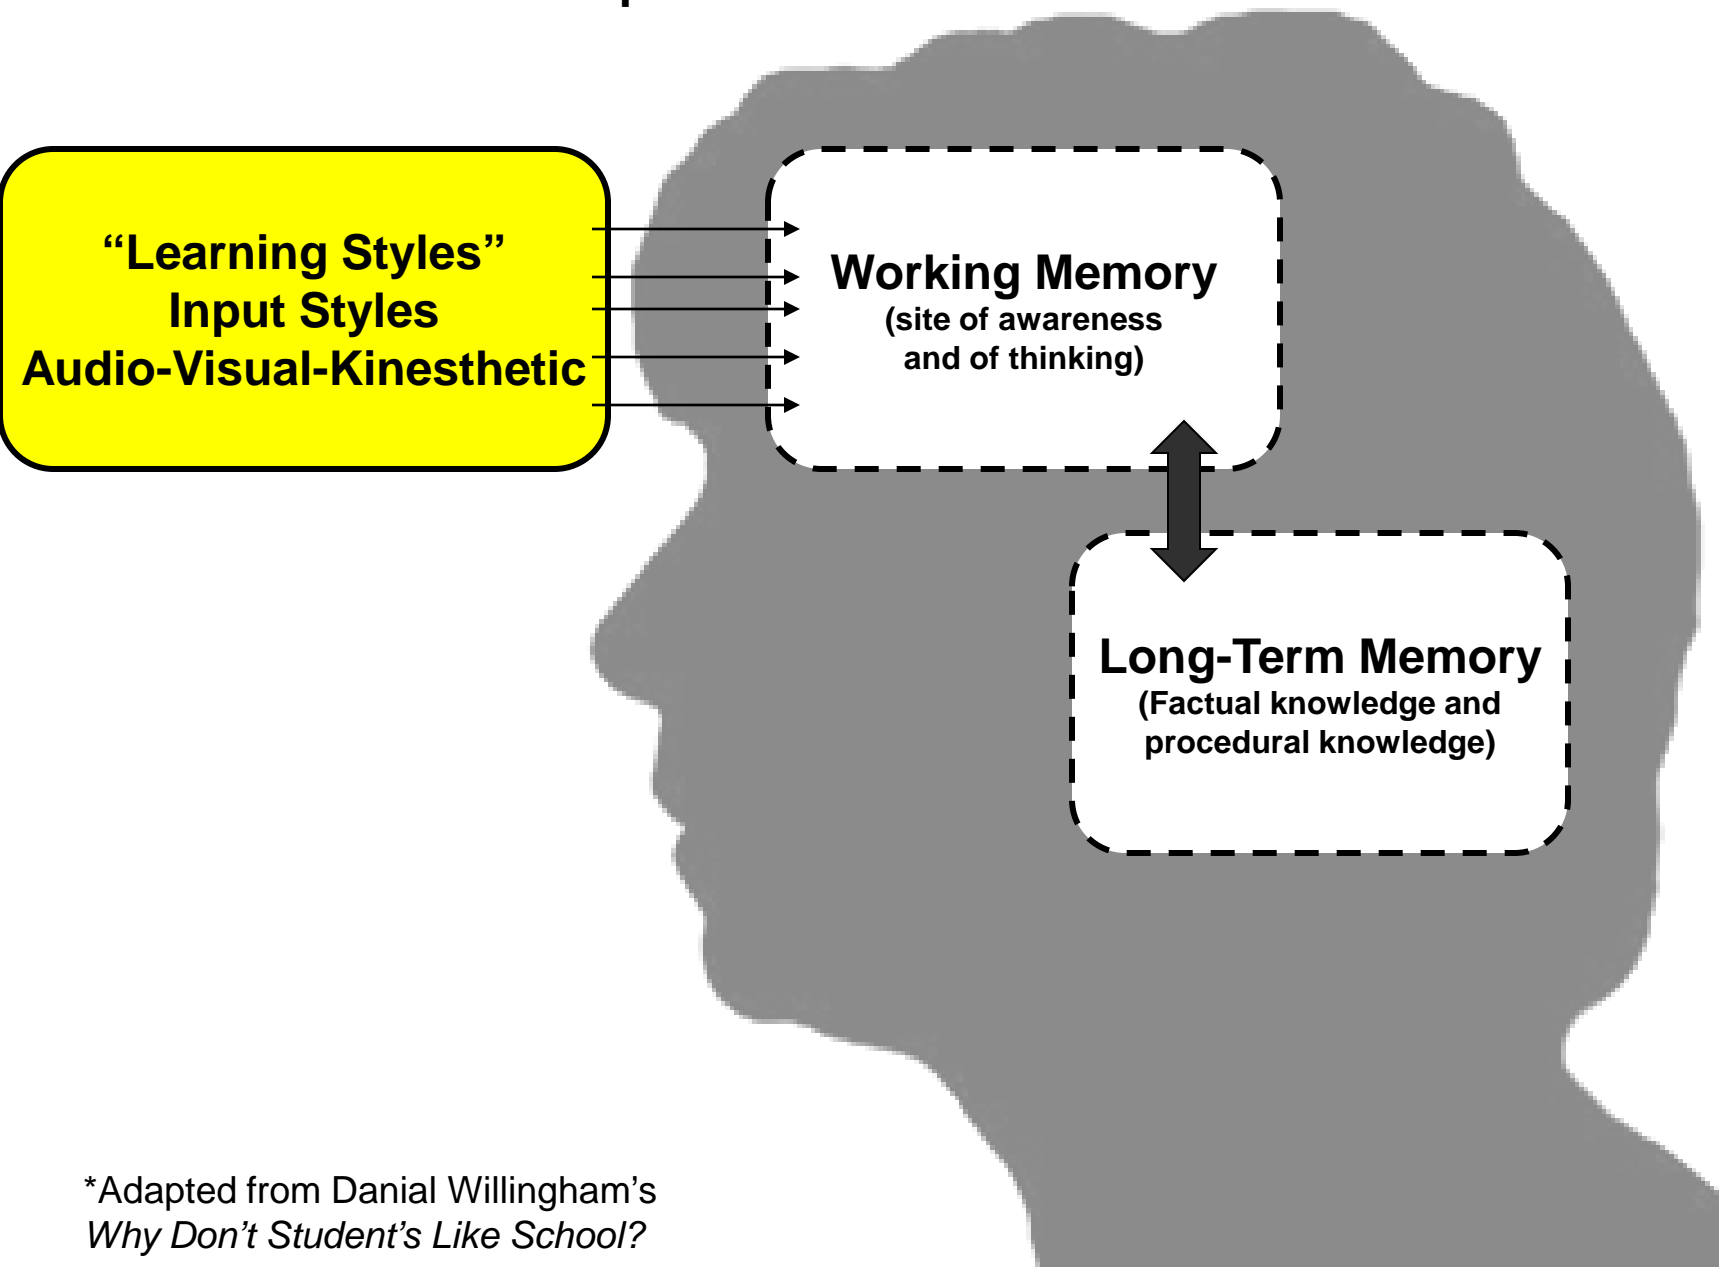 “Learning Styles”
Input Styles
Audio-Visual-Kinesthetic
Working Memory
(site of awareness
and of thinking)
Long-Term Memory
(Factual knowledge and
procedural knowledge)
*Adapted from Danial Willingham’s
Why Don’t Student’s Like School?